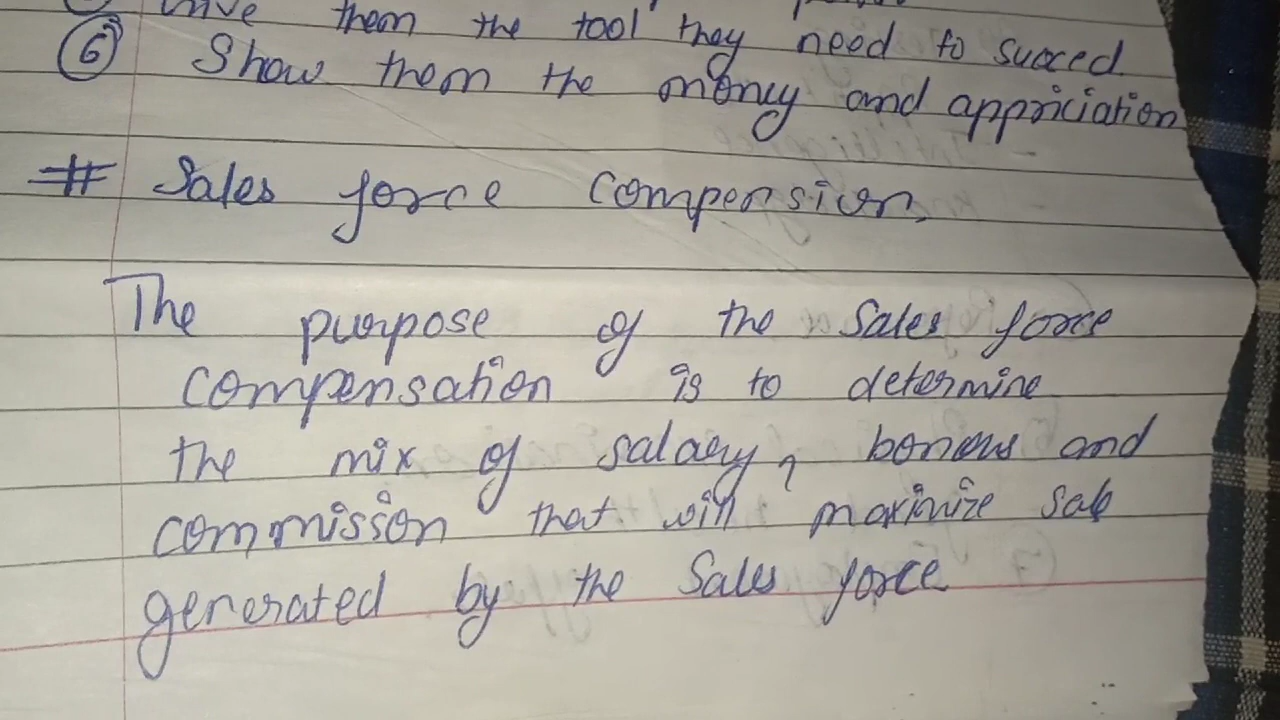 them the tool they need to succed
⑥ Show them the money and appriciation
# Sales force Compension
The purpose of the Sales force
compensation is to determine
the mix of salary, bonous and
commission that will maximize sale
generated by the Sales force